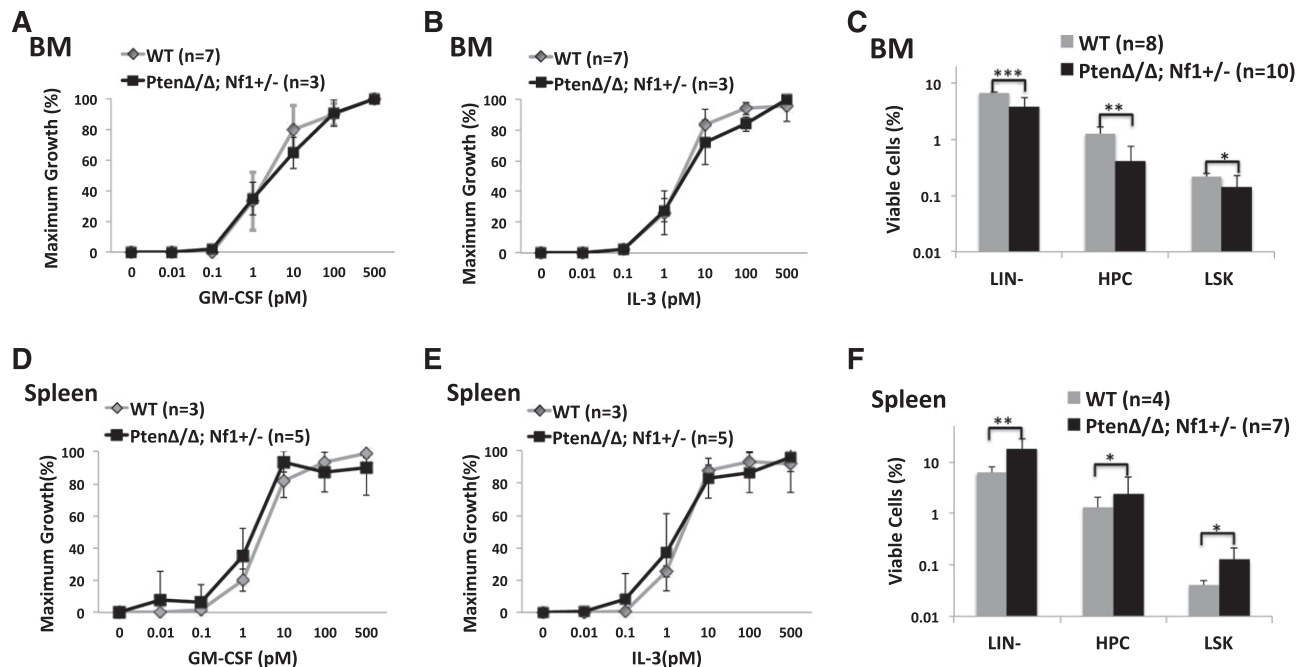 A
BM
WT (n=7)
PtenΔ/Δ; Nf1+/- (n=3)
Maximum Growth (%)
100
80
60
40
20
0
0 0.01 0.1 1 10 100 500
GM-CSF (pM)
B
BM
WT (n=7)
PtenΔ/Δ; Nf1+/- (n=3)
Maximum Growth (%)
100
80
60
40
20
0
0 0.01 0.1 1 10 100 500
IL-3 (pM)
C
BM
WT (n=8)
PtenΔ/Δ; Nf1+/- (n=10)
Viable Cells (%)
10
1
0.1
0.01
***
**
*
LIN- HPC LSK
D
Spleen
WT (n=3)
PtenΔ/Δ; Nf1+/- (n=5)
Maximum Growth(%)
100
80
60
40
20
0
0 0.01 0.1 1 10 100 500
GM-CSF (pM)
E
Spleen
WT (n=3)
PtenΔ/Δ; Nf1+/- (n=5)
Maximum Growth(%)
100
80
60
40
20
0
0 0.01 0.1 1 10 100 500
IL-3(pM)
F
Spleen
WT (n=4)
PtenΔ/Δ; Nf1+/- (n=7)
Viable Cells (%)
10
1
0.1
0.01
**
*
*
LIN- HPC LSK